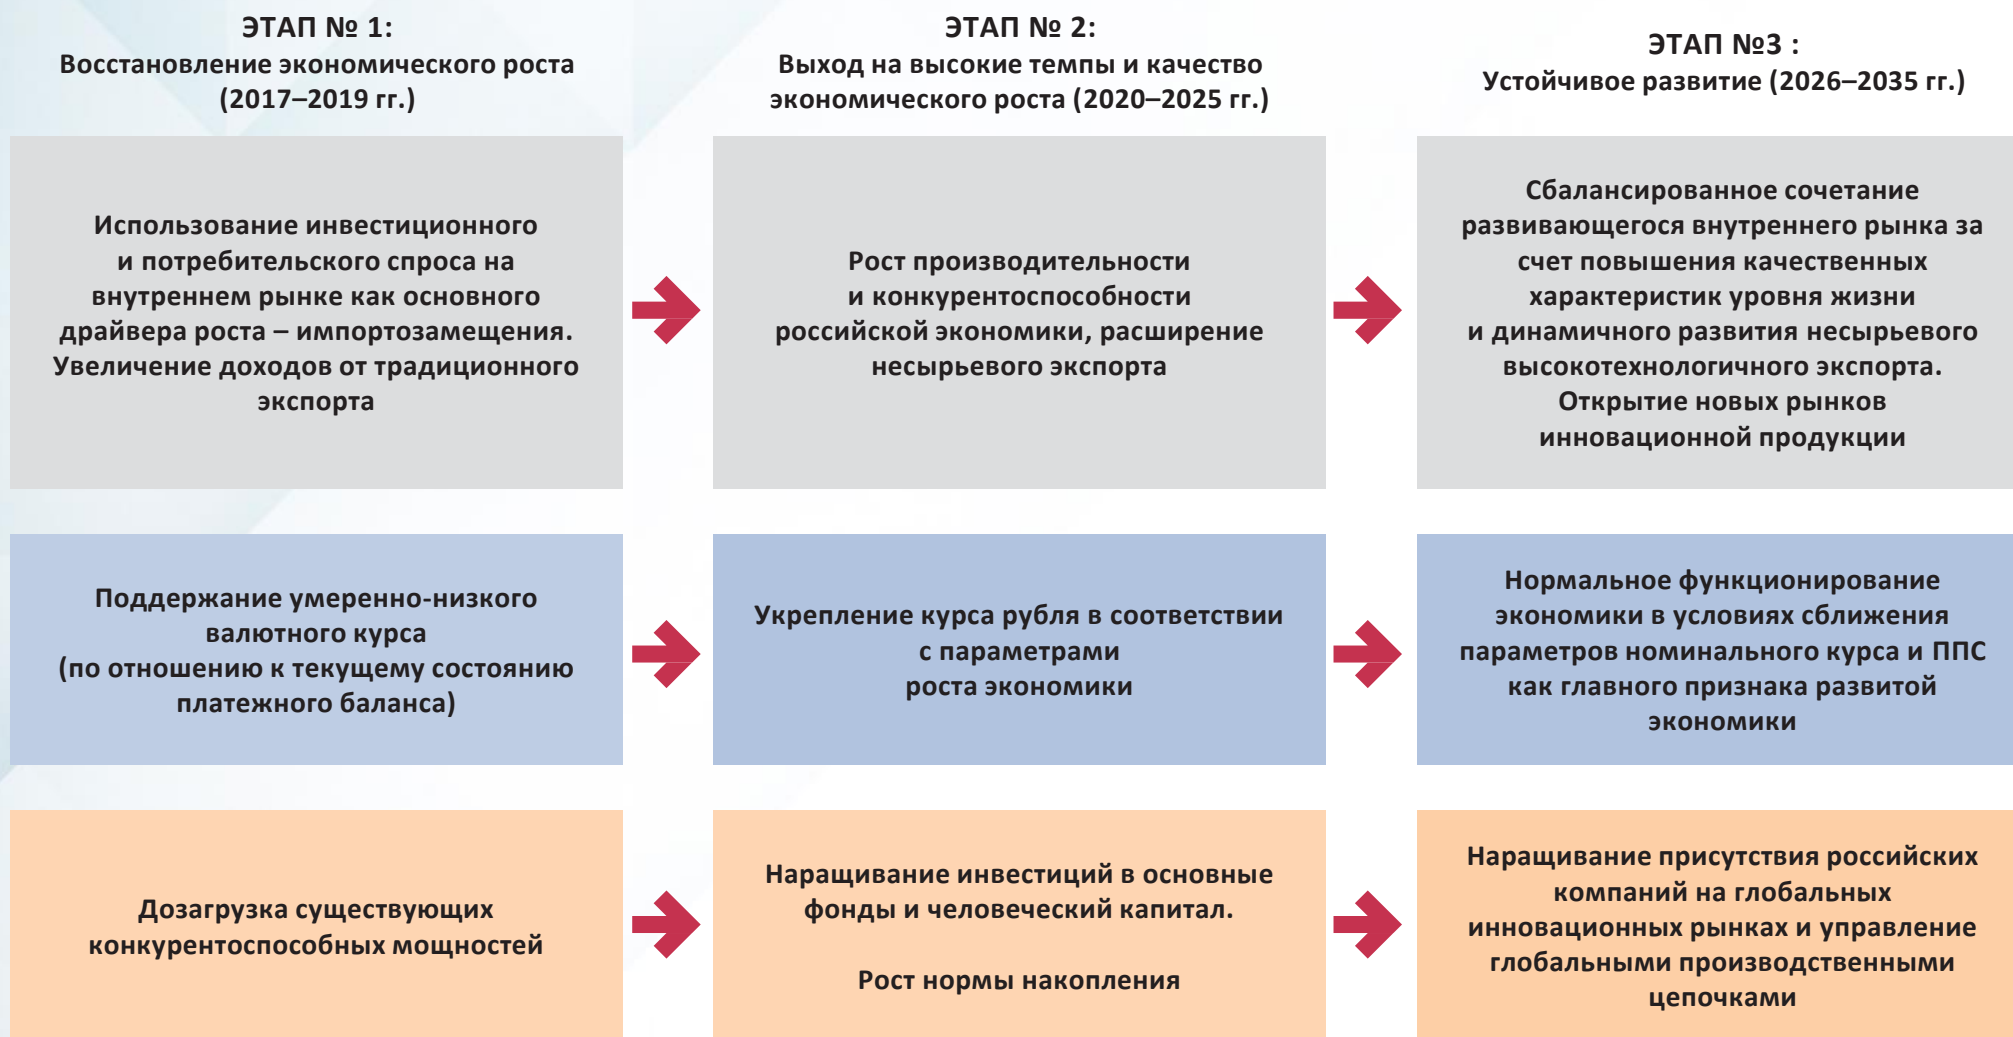 ЭТАП № 1:
Восстановление экономического роста
(2017–2019 гг.)
ЭТАП № 2:
Выход на высокие темпы и качество
экономического роста (2020–2025 гг.)
ЭТАП №3 :
Устойчивое развитие (2026–2035 гг.)
Использование инвестиционного
и потребительского спроса на
внутреннем рынке как основного
драйвера роста – импортозамещения.
Увеличение доходов от традиционного
экспорта
Рост производительности
и конкурентоспособности
российской экономики, расширение
несырьевого экспорта
Сбалансированное сочетание
развивающегося внутреннего рынка за
счет повышения качественных
характеристик уровня жизни
и динамичного развития несырьевого
высокотехнологичного экспорта.
Открытие новых рынков
инновационной продукции
Поддержание умеренно-низкого
валютного курса
(по отношению к текущему состоянию
платежного баланса)
Укрепление курса рубля в соответствии
с параметрами
роста экономики
Нормальное функционирование
экономики в условиях сближения
параметров номинального курса и ППС
как главного признака развитой
экономики
Дозагрузка существующих
конкурентоспособных мощностей
Наращивание инвестиций в основные
фонды и человеческий капитал.
Рост нормы накопления
Наращивание присутствия российских
компаний на глобальных
инновационных рынках и управление
глобальными производственными
цепочками